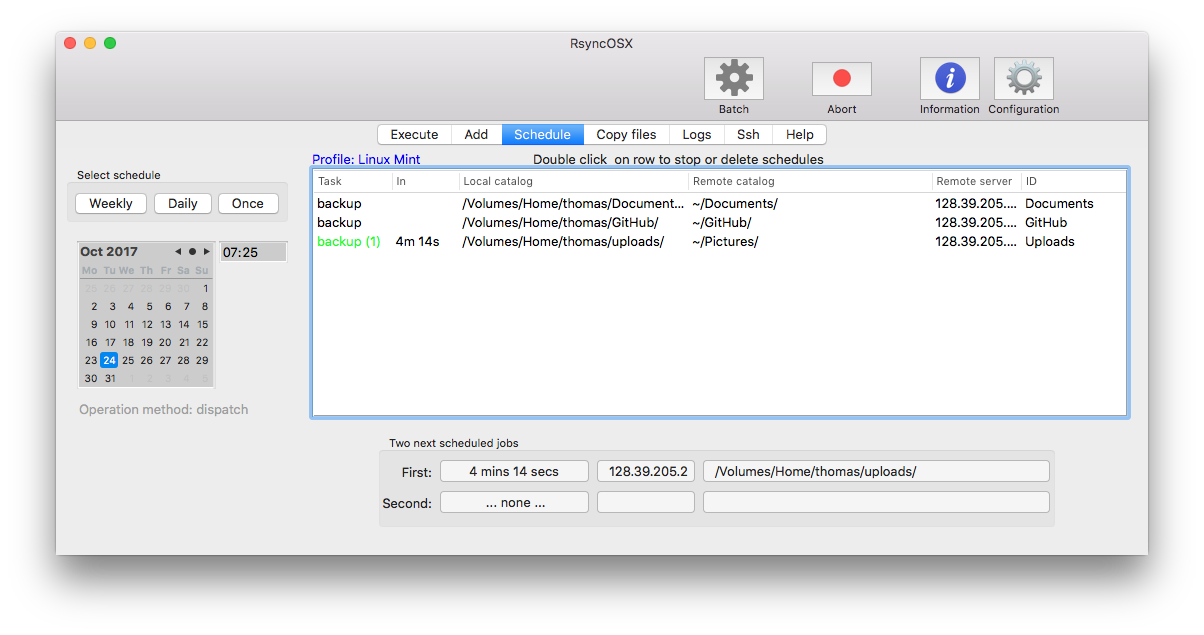 RsyncOSX
Batch
Abort
Information
Configuration
Execute Add Schedule Copy files Logs Ssh Help
Profile: Linux Mint
Double click on row to stop or delete schedules
Select schedule
Weekly Daily Once
Oct 2017
07:25
Mo Tu We Th Fr Sa Su
25 26 27 28 29 30 1
2 3 4 5 6 7 8
9 10 11 12 13 14 15
16 17 18 19 20 21 22
23 24 25 26 27 28 29
30 31 1 2 3 4 5
Operation method: dispatch
Task In Local catalog Remote catalog Remote server ID
backup /Volumes/Home/thomas/Document... ~/Documents/ 128.39.205.... Documents
backup /Volumes/Home/thomas/GitHub/ ~/GitHub/ 128.39.205.... GitHub
backup (1) 4m 14s /Volumes/Home/thomas/uploads/ ~/Pictures/ 128.39.205.... Uploads
Two next scheduled jobs
First: 4 mins 14 secs 128.39.205.2 /Volumes/Home/thomas/uploads/
Second: ... none ...